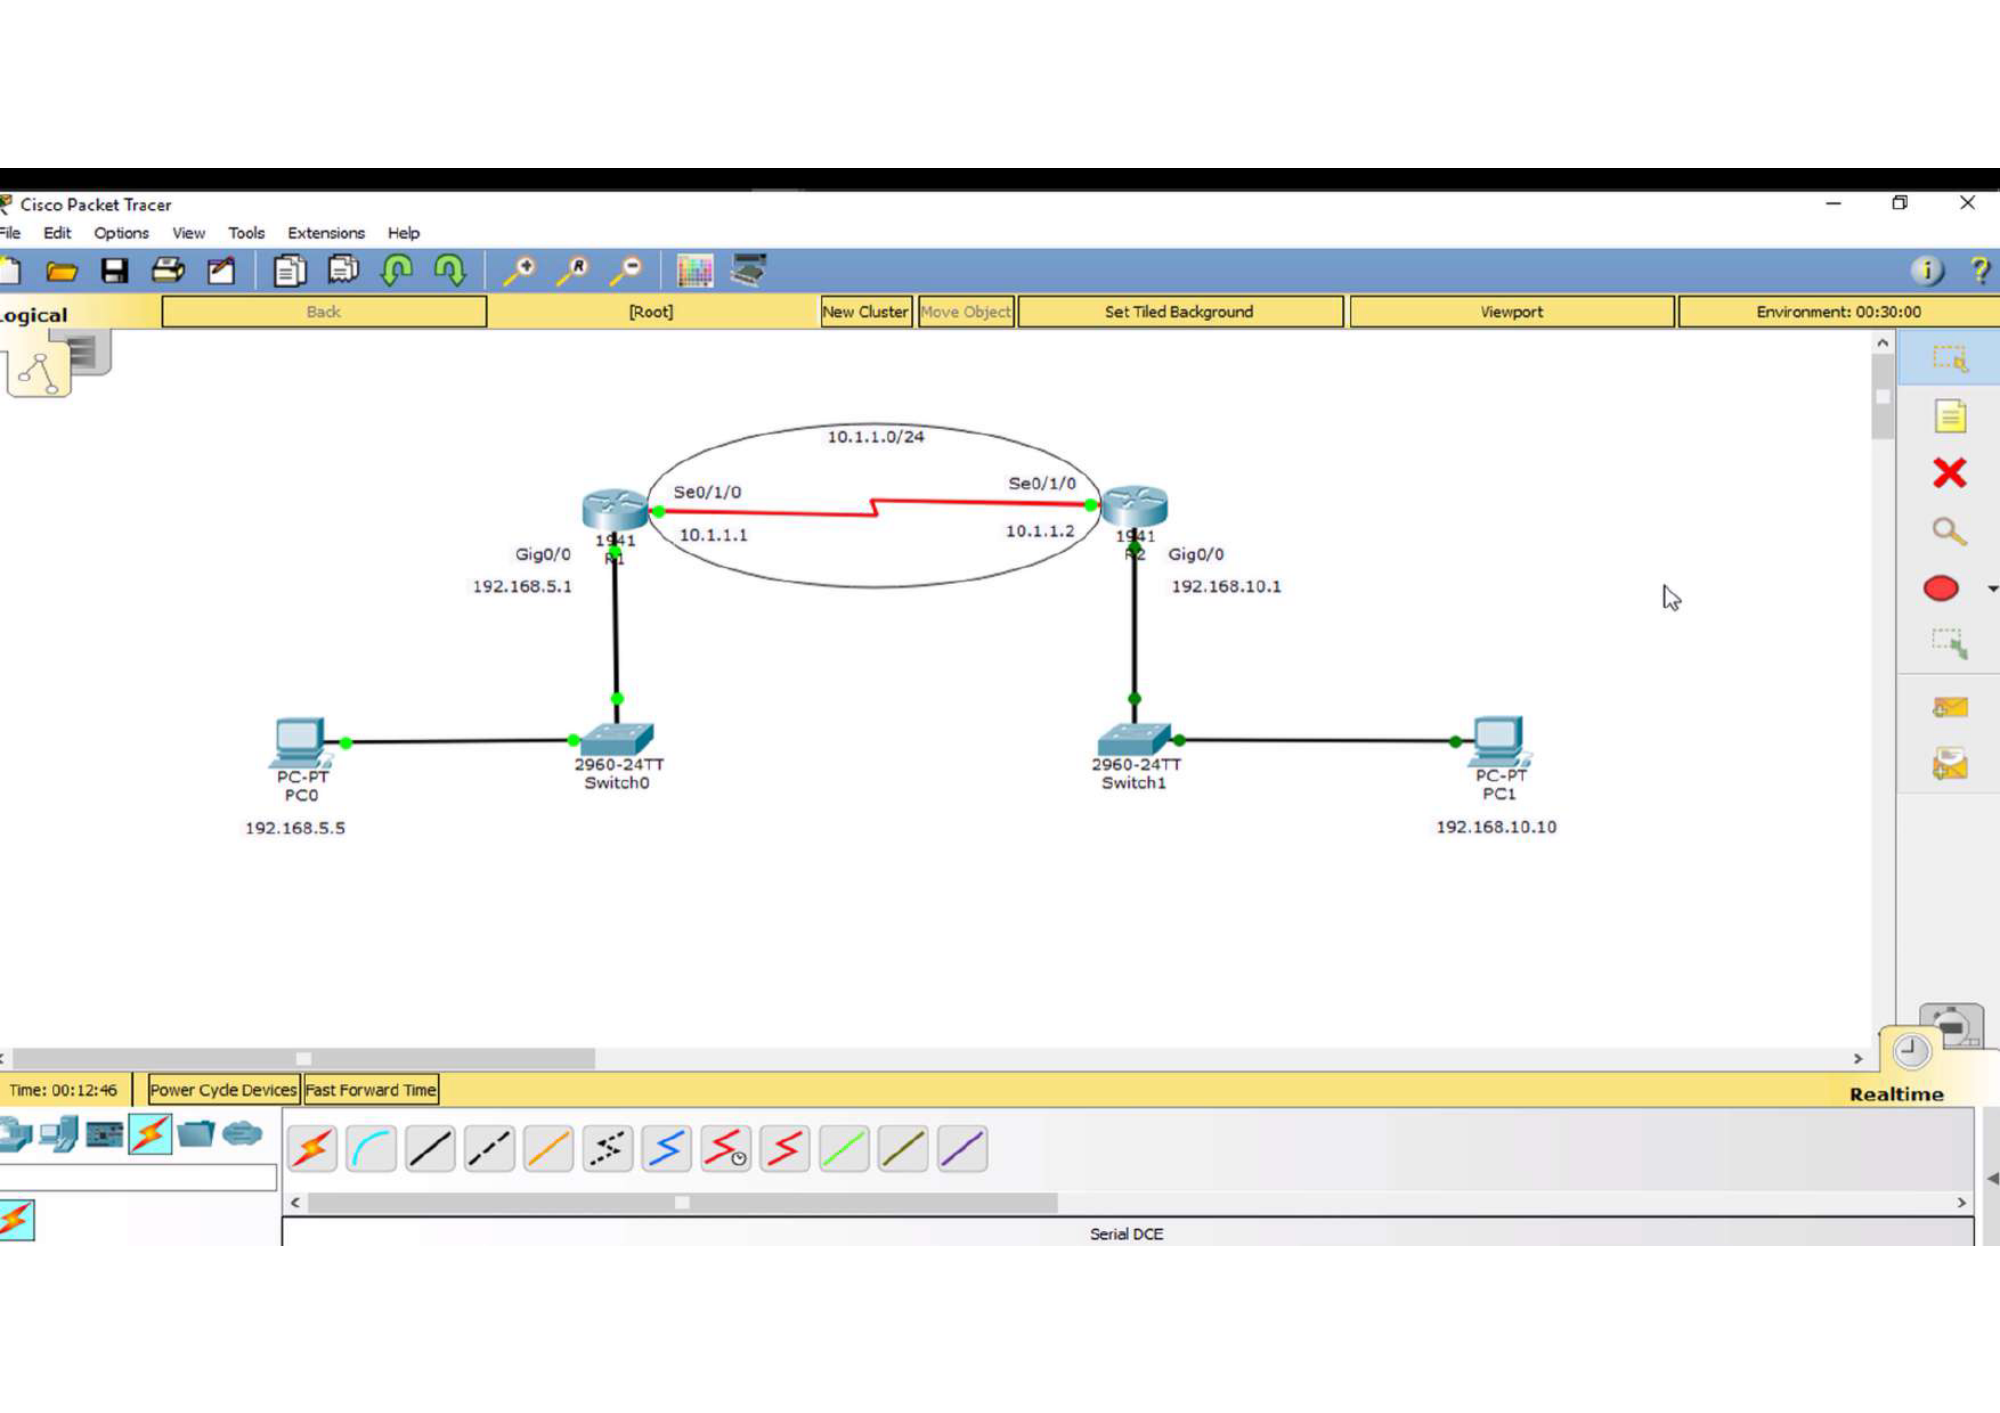 Cisco Packet Tracer
File Edit Options View Tools Extensions Help
Logical Back [Root] New Cluster Move Object Set Tiled Background Viewport Environment: 00:30:00
10.1.1.0/24
Se0/1/0 Se0/1/0
10.1.1.1 10.1.1.2
1941 1941
R1 R2
Gig0/0 Gig0/0
192.168.5.1 192.168.10.1
PC-PT 2960-24TT 2960-24TT PC-PT
PC0 Switch0 Switch1 PC1
192.168.5.5 192.168.10.10
Time: 00:12:46 Power Cycle Devices Fast Forward Time Realtime
Serial DCE